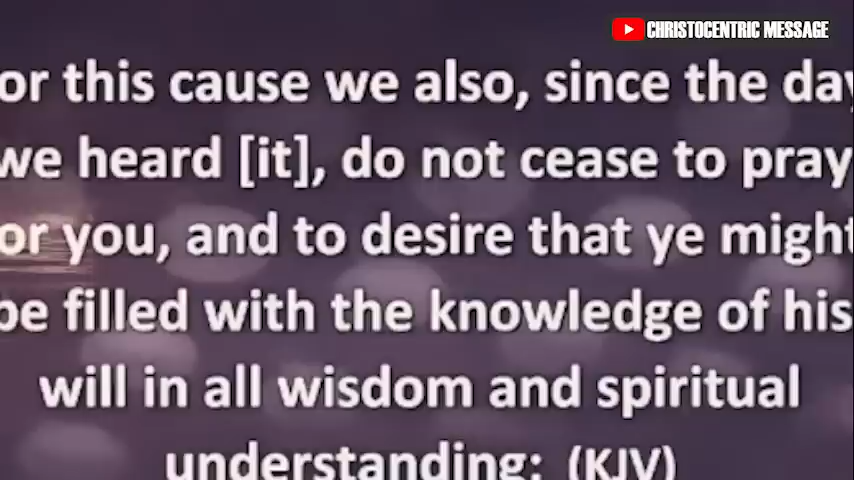 CHRISTOCENTRIC MESSAGE
or this cause we also, since the day
we heard [it], do not cease to pray
or you, and to desire that ye might
be filled with the knowledge of his
will in all wisdom and spiritual
understanding: (KJV)